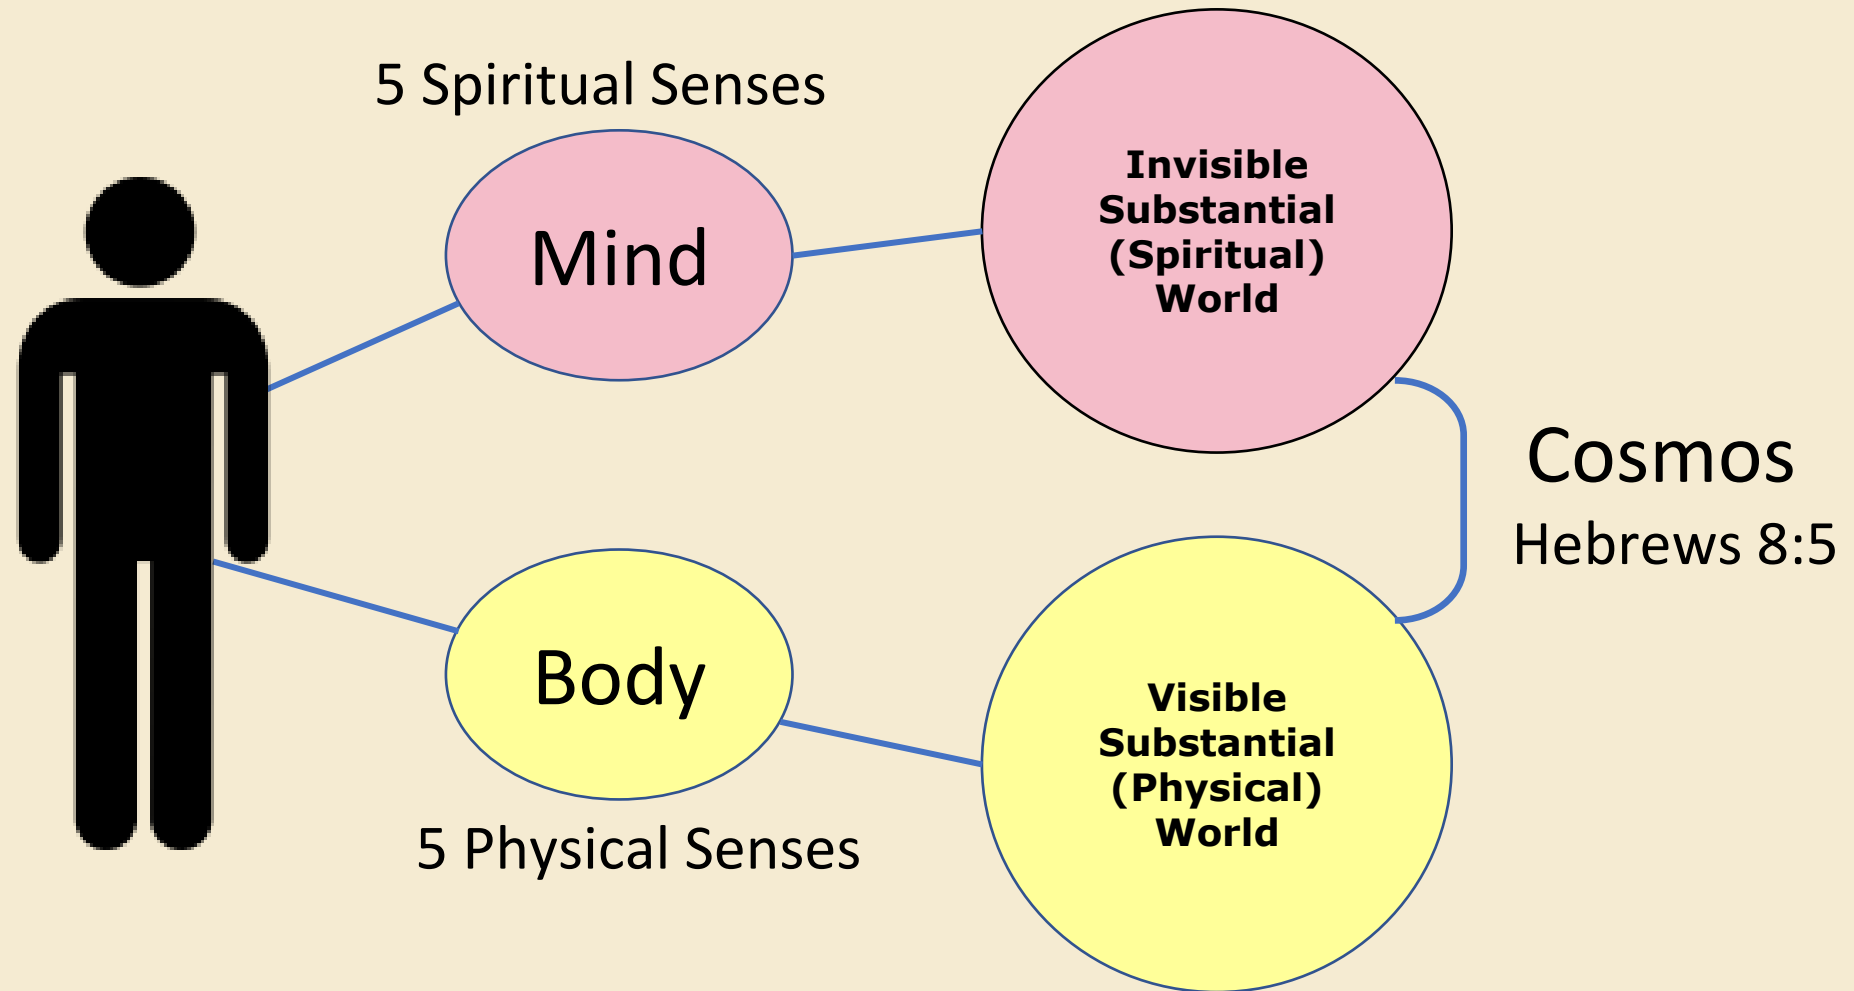 5 Spiritual Senses
Mind
Invisible
Substantial
(Spiritual)
World
Cosmos
Hebrews 8:5
Body
5 Physical Senses
Visible
Substantial
(Physical)
World